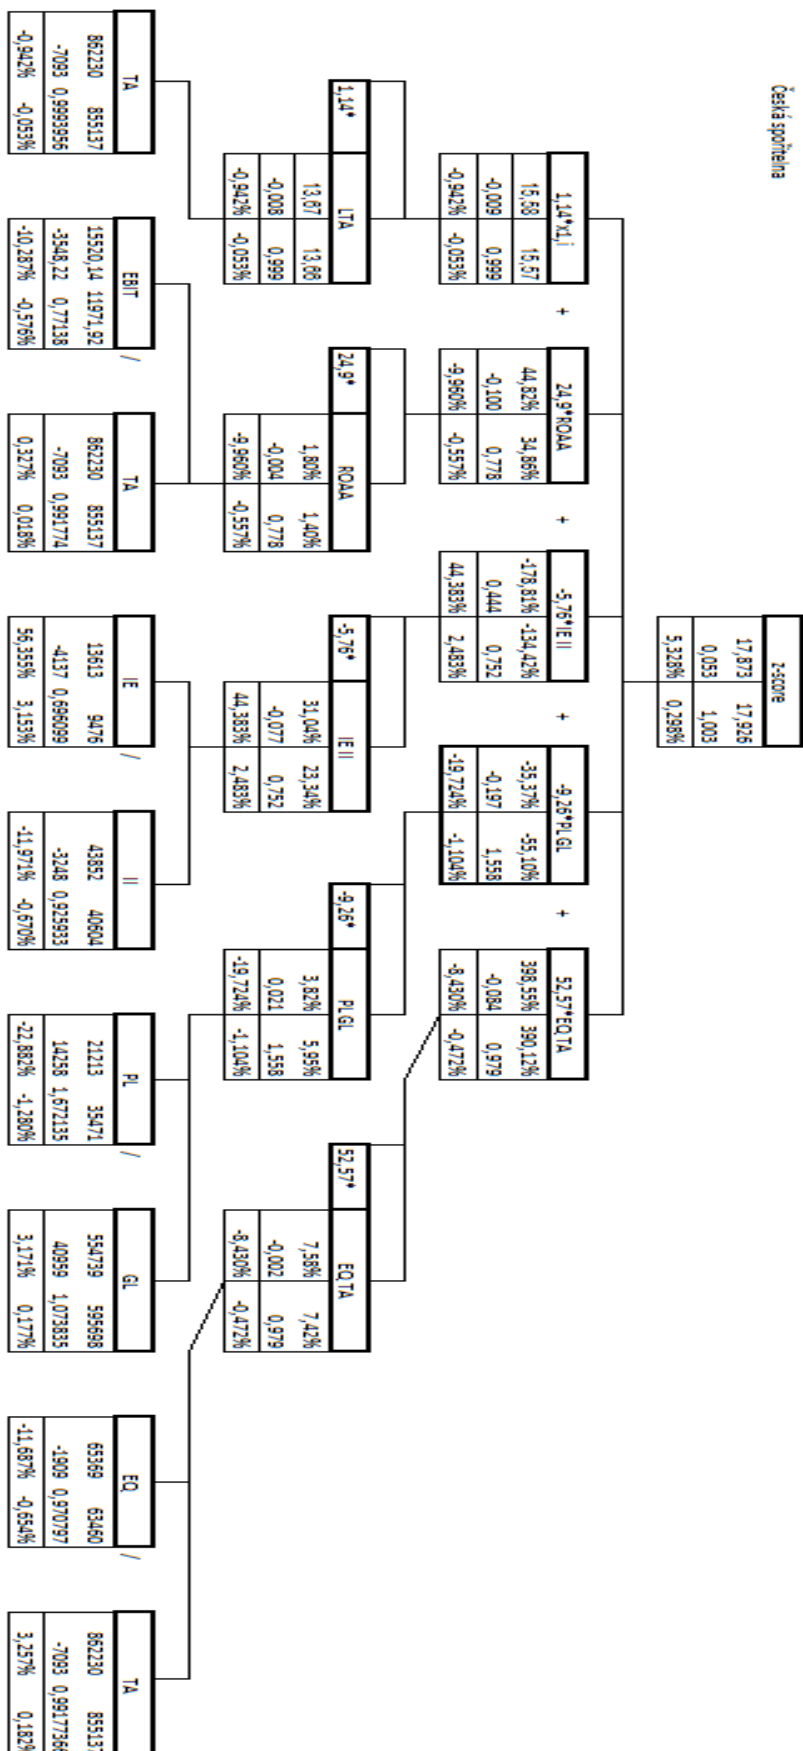 Česká spořitelna
z-score
17,873 17,926
0,053 1,003
5,328% 0,298%
1,14*x1,i + 24,9*ROAA + -5,76*IE II + -9,26*PLGL + 52,57*EQTA
15,58 15,57 44,82% 34,86% -178,81% -134,42% -35,37% -55,10% 398,55% 390,12%
-0,009 0,999 -0,100 0,778 0,444 0,752 -0,197 1,558 -0,084 0,979
-0,942% -0,053% -9,960% -0,557% 44,383% 2,483% -19,724% -1,104% -8,430% -0,472%
1,14* LTA 24,9* ROAA -5,76* IE II -9,26* PLGL 52,57* EQTA
13,67 13,66 1,80% 1,40% 31,04% 23,34% 3,82% 5,95% 7,58% 7,42%
-0,008 0,999 -0,004 0,778 -0,077 0,752 0,021 1,558 -0,002 0,979
-0,942% -0,053% -9,960% -0,557% 44,383% 2,483% -19,724% -1,104% -8,430% -0,472%
TA EBIT / TA IE / II PL / GL EQ / TA
862230 855137 15520,14 11971,92 862230 855137 13613 9476 43852 40604 21213 35471 554739 595698 65369 63460 862230 855137
-7093 0,9993956 -3548,22 0,77138 -7093 0,991774 -4137 0,696099 -3248 0,925933 14258 1,672135 40959 1,073835 -1909 0,970797 -7093 0,9917736
-0,942% -0,053% -10,287% -0,576% 0,327% 0,018% 56,355% 3,153% -11,971% -0,670% -22,882% -1,280% 3,171% 0,177% -11,687% -0,654% 3,257% 0,182%